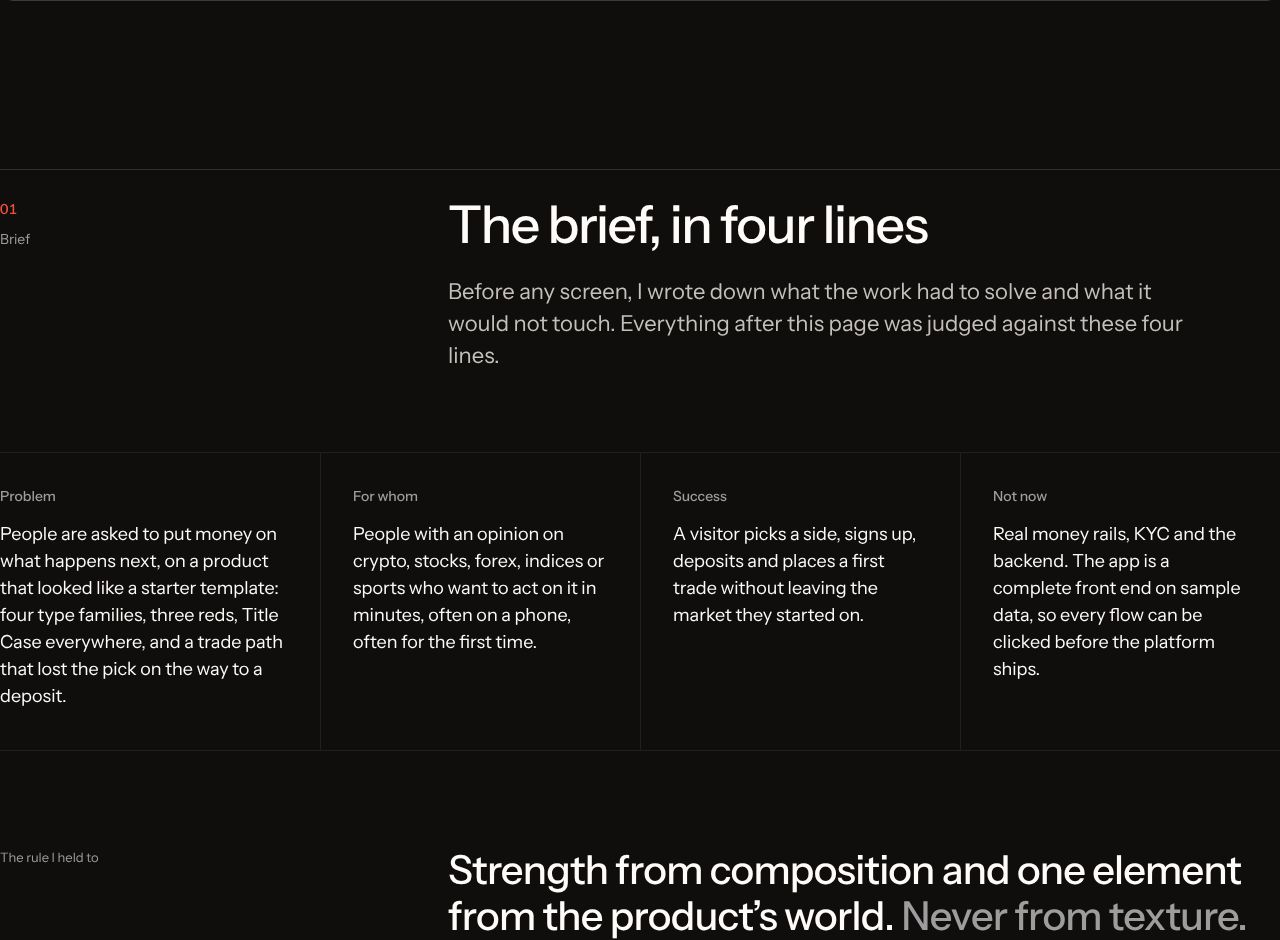 01
Brief
The brief, in four lines
Before any screen, I wrote down what the work had to solve and what it
would not touch. Everything after this page was judged against these four
lines.
Problem
People are asked to put money on
what happens next, on a product
that looked like a starter template:
four type families, three reds, Title
Case everywhere, and a trade path
that lost the pick on the way to a
deposit.
For whom
People with an opinion on
crypto, stocks, forex, indices or
sports who want to act on it in
minutes, often on a phone,
often for the first time.
Success
A visitor picks a side, signs up,
deposits and places a first
trade without leaving the
market they started on.
Not now
Real money rails, KYC and the
backend. The app is a
complete front end on sample
data, so every flow can be
clicked before the platform
ships.
The rule I held to
Strength from composition and one element
from the product’s world. Never from texture.